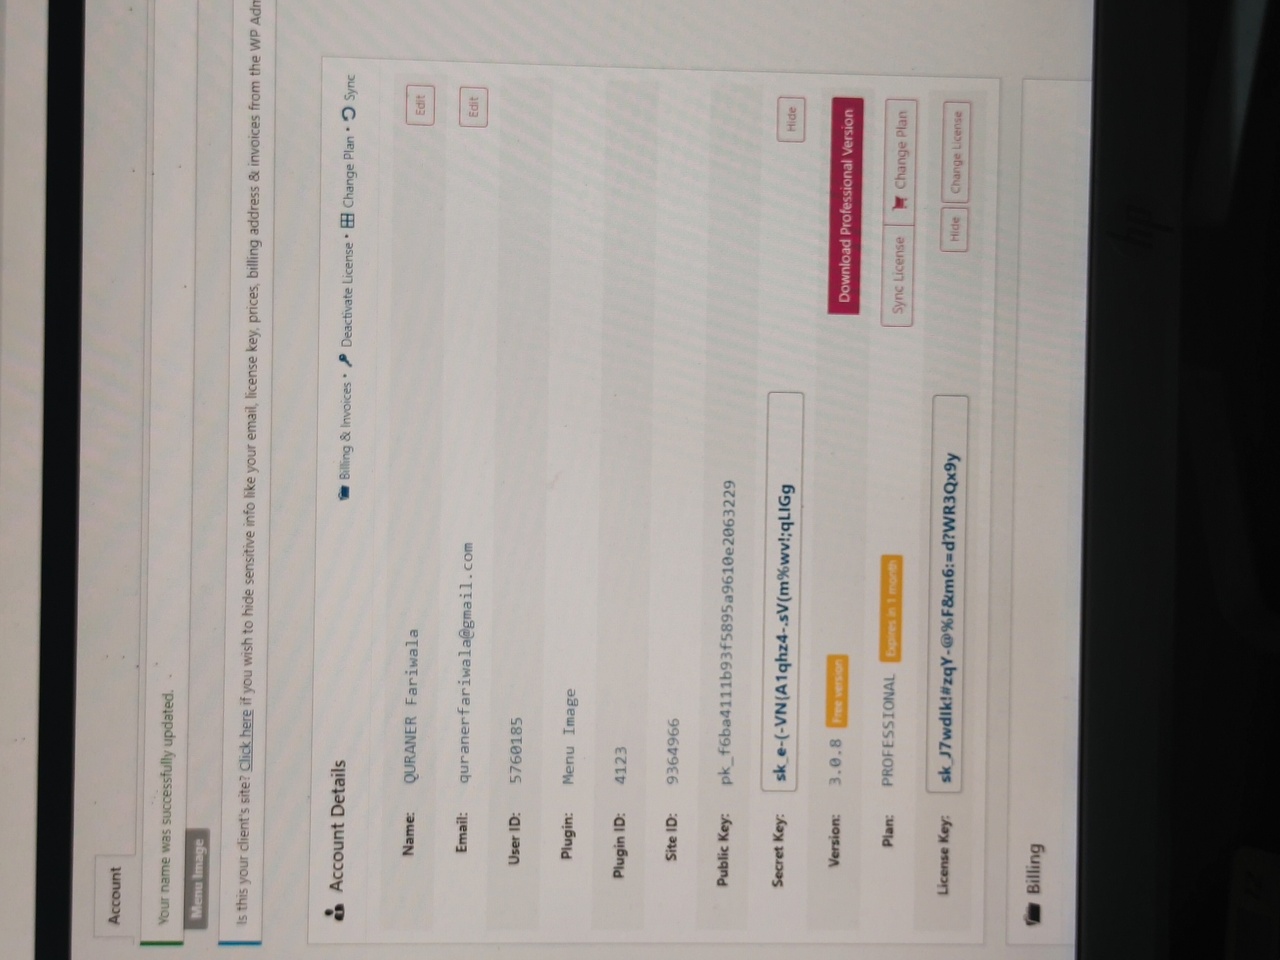 Account
Your name was successfully updated.
Menu Image
Is this your client's site? Click here if you wish to hide sensitive info like your email, license key, prices, billing address & invoices from the WP Adm
Account Details
Billing & Invoices • Deactivate License • Change Plan • Sync
Name: QURANER Fariwala Edit
Email: quranerfariwala@gmail.com Edit
User ID: 5760185
Plugin: Menu Image
Plugin ID: 4123
Site ID: 9364966
Public Key: pk_f6ba4111b93f5895a9610e2063229
Secret Key: sk_e-(-VN{A1qhz4-.sV(m%wv!;qLIGg Hide
Version: 3.0.8 Free version Download Professional Version
Plan: PROFESSIONAL Expires in 1 month Sync License Change Plan
License Key: sk_J7wdIk!#zqY-@%F&m6:=d?WR3Qx9y Hide Change License
Billing
hp